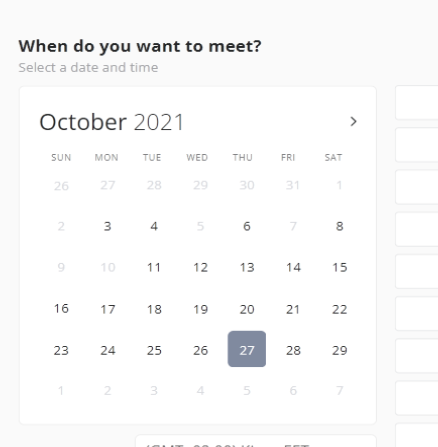 When do you want to meet?
Select a date and time
October 2021
SUN MON TUE WED THU FRI SAT
26 27 28 29 30 31 1
2 3 4 5 6 7 8
9 10 11 12 13 14 15
16 17 18 19 20 21 22
23 24 25 26 27 28 29
1 2 3 4 5 6 7